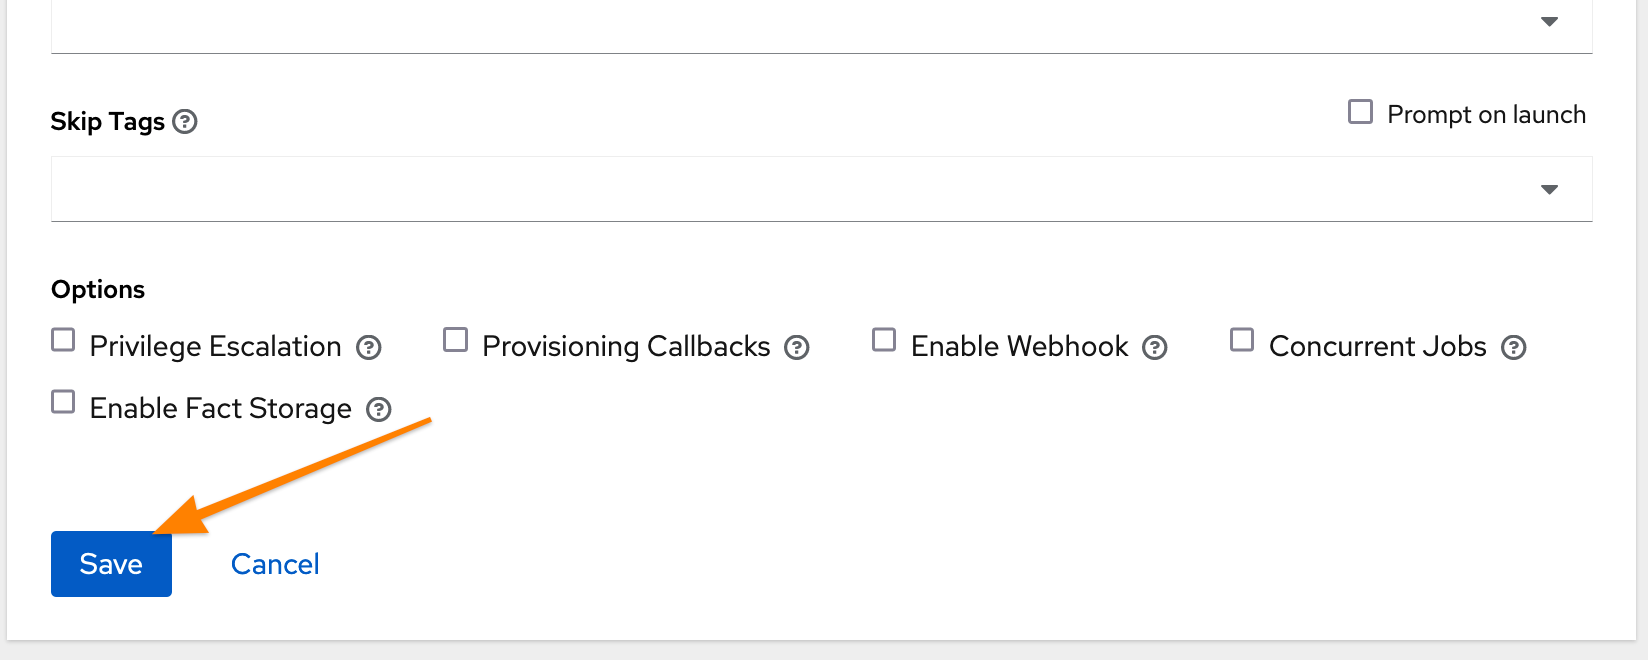 Skip Tags ?
Prompt on launch
Options
Privilege Escalation ? Provisioning Callbacks ? Enable Webhook ? Concurrent Jobs ?
Enable Fact Storage ?
Save Cancel